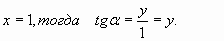 x = 1, тогда tgα = y/1 = y.